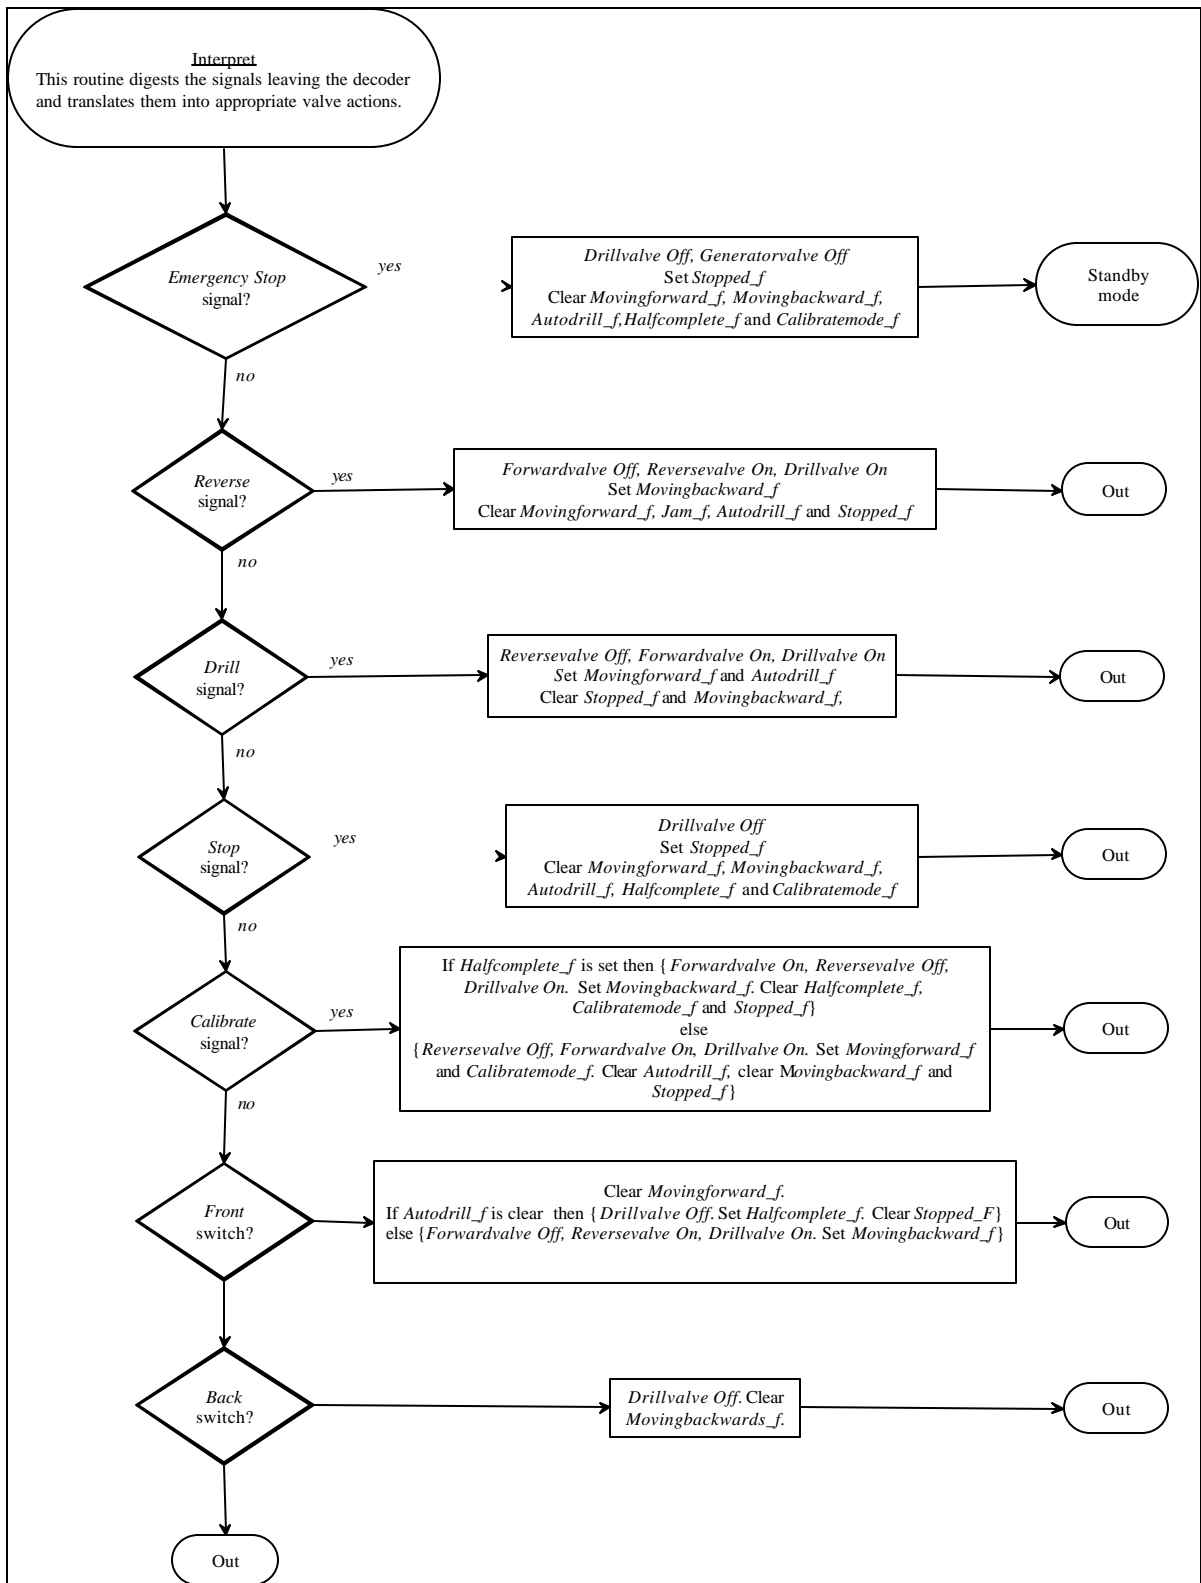 Interpret
This routine digests the signals leaving the decoder
and translates them into appropriate valve actions.
Emergency Stop
signal?
yes
Drillvalve Off, Generatorvalve Off
Set Stopped_f
Clear Movingforward_f, Movingbackward_f,
Autodrill_f,Halfcomplete_f and Calibratemode_f
Standby
mode
no
Reverse
signal?
yes
Forwardvalve Off, Reversevalve On, Drillvalve On
Set Movingbackward_f
Clear Movingforward_f, Jam_f, Autodrill_f and Stopped_f
Out
no
Drill
signal?
yes
Reversevalve Off, Forwardvalve On, Drillvalve On
Set Movingforward_f and Autodrill_f
Clear Stopped_f and Movingbackward_f,
Out
no
Stop
signal?
yes
Drillvalve Off
Set Stopped_f
Clear Movingforward_f, Movingbackward_f,
Autodrill_f, Halfcomplete_f and Calibratemode_f
Out
no
Calibrate
signal?
yes
If Halfcomplete_f is set then {Forwardvalve On, Reversevalve Off,
Drillvalve On. Set Movingbackward_f. Clear Halfcomplete_f,
Calibratemode_f and Stopped_f}
else
{Reversevalve Off, Forwardvalve On, Drillvalve On. Set Movingforward_f
and Calibratemode_f. Clear Autodrill_f, clear Movingbackward_f and
Stopped_f}
Out
no
Front
switch?
Clear Movingforward_f.
If Autodrill_f is clear then {Drillvalve Off. Set Halfcomplete_f. Clear Stopped_F}
else {Forwardvalve Off, Reversevalve On, Drillvalve On. Set Movingbackward_f}
Out
Back
switch?
Drillvalve Off. Clear
Movingbackwards_f.
Out
Out